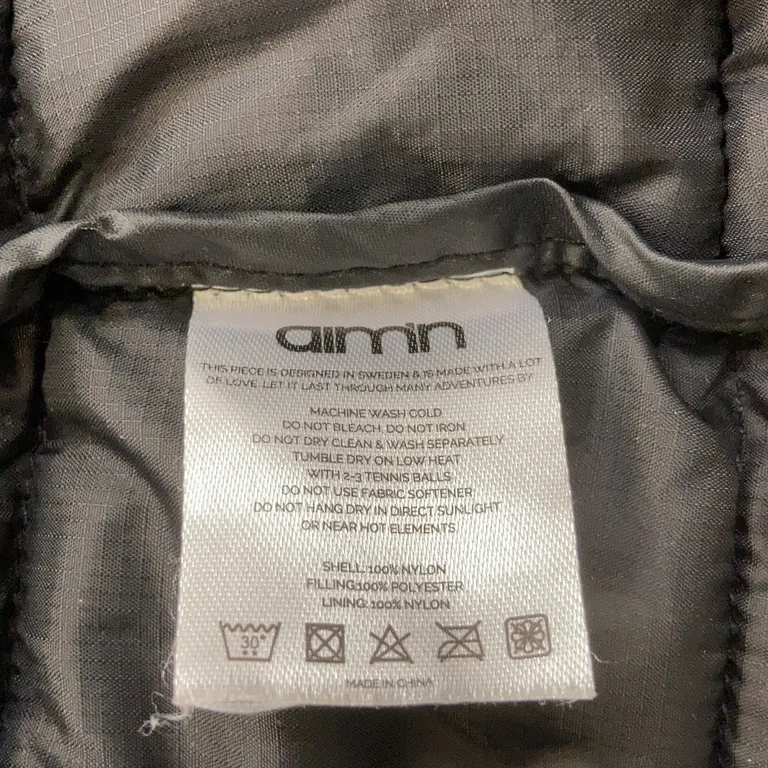 aim'n
THIS PIECE IS DESIGNED IN SWEDEN & IS MADE WITH A LOT
OF LOVE. LET IT LAST THROUGH MANY ADVENTURES BY
MACHINE WASH COLD
DO NOT BLEACH, DO NOT IRON
DO NOT DRY CLEAN & WASH SEPARATELY
TUMBLE DRY ON LOW HEAT
WITH 2-3 TENNIS BALLS
DO NOT USE FABRIC SOFTENER
DO NOT HANG DRY IN DIRECT SUNLIGHT
OR NEAR HOT ELEMENTS
SHELL: 100% NYLON
FILLING:100% POLYESTER
LINING: 100% NYLON
30°
MADE IN CHINA